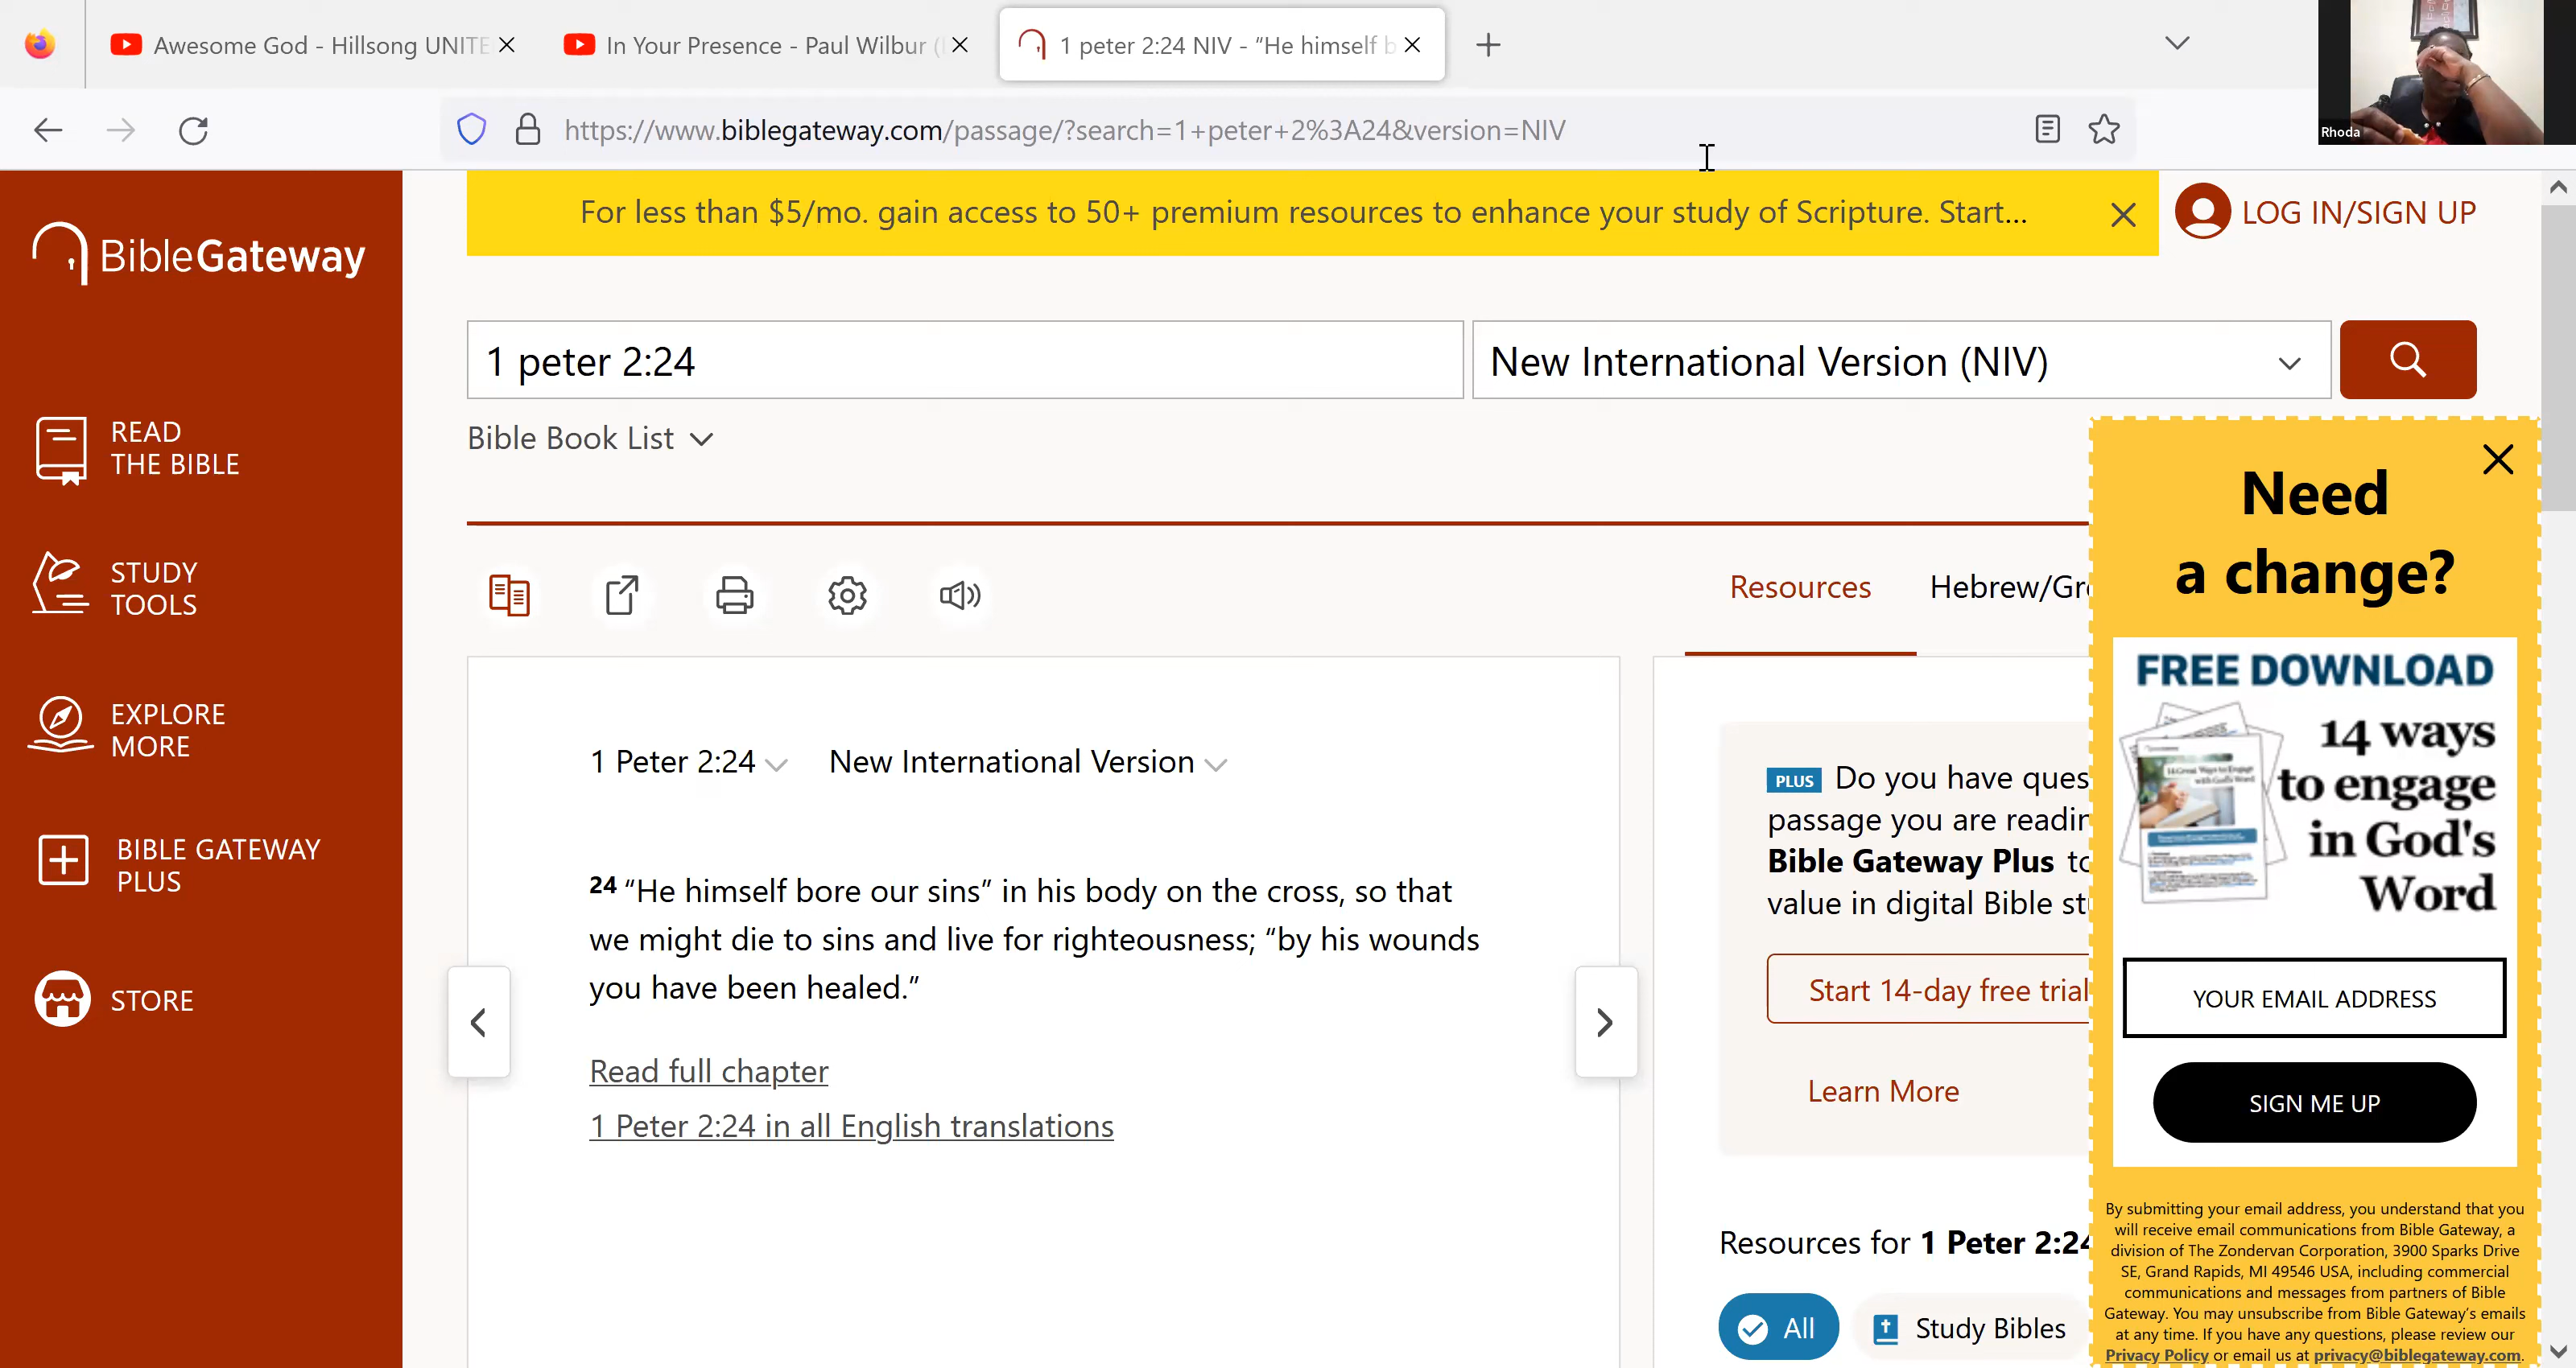 Awesome God - Hillsong UNITE
In Your Presence - Paul Wilbur (
1 peter 2:24 NIV - “He himself b
https://www.biblegateway.com/passage/?search=1+peter+2%3A24&version=NIV
Rhoda
For less than $5/mo. gain access to 50+ premium resources to enhance your study of Scripture. Start...
LOG IN/SIGN UP
BibleGateway
READ
THE BIBLE
STUDY
TOOLS
EXPLORE
MORE
BIBLE GATEWAY
PLUS
STORE
1 peter 2:24
New International Version (NIV)
Bible Book List
Resources
Hebrew/Gr
1 Peter 2:24
New International Version
24 “He himself bore our sins” in his body on the cross, so that
we might die to sins and live for righteousness; “by his wounds
you have been healed.”
Read full chapter
1 Peter 2:24 in all English translations
PLUS Do you have ques
passage you are readin
Bible Gateway Plus to
value in digital Bible st
Start 14-day free trial
Learn More
Resources for 1 Peter 2:24
All
Study Bibles
Need
a change?
FREE DOWNLOAD
14 ways
to engage
in God's
Word
YOUR EMAIL ADDRESS
SIGN ME UP
By submitting your email address, you understand that you
will receive email communications from Bible Gateway, a
division of The Zondervan Corporation, 3900 Sparks Drive
SE, Grand Rapids, MI 49546 USA, including commercial
communications and messages from partners of Bible
Gateway. You may unsubscribe from Bible Gateway’s emails
at any time. If you have any questions, please review our
Privacy Policy or email us at privacy@biblegateway.com.